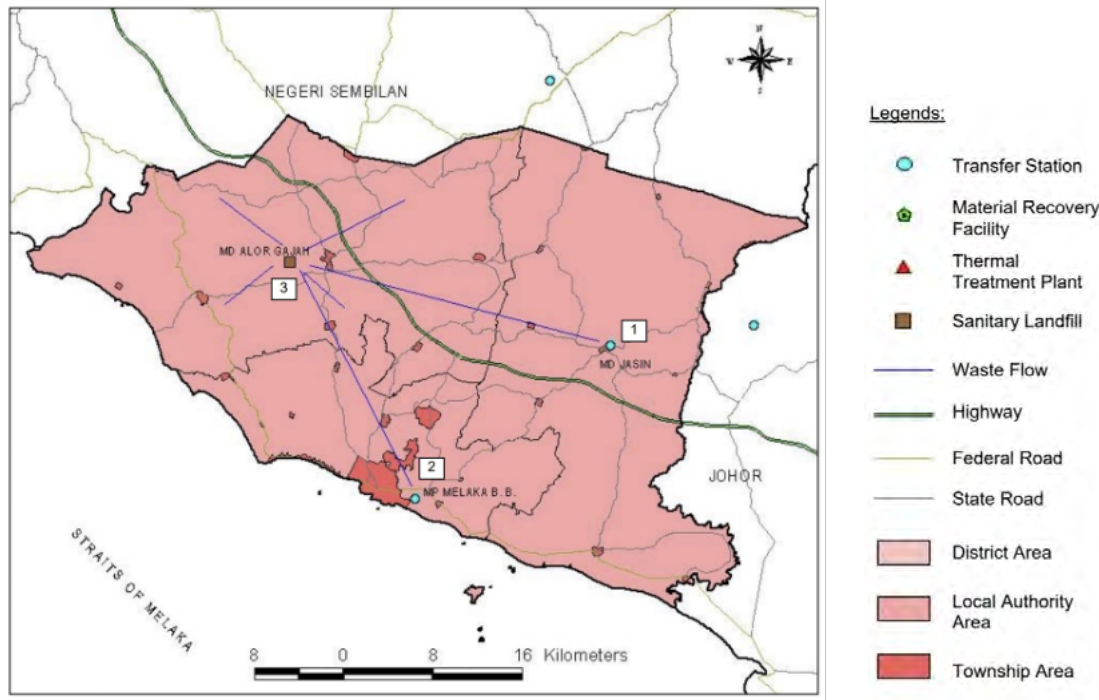 N
W
E
S
NEGERI SEMBILAN
MD ALOR GAJAH
3
1
MD JASIN
2
MP MELAKA B.B.
JOHOR
STRAITS OF MELAKA
8 0 8 16 Kilometers
Legends:
Transfer Station
Material Recovery
Facility
Thermal
Treatment Plant
Sanitary Landfill
Waste Flow
Highway
Federal Road
State Road
District Area
Local Authority
Area
Township Area